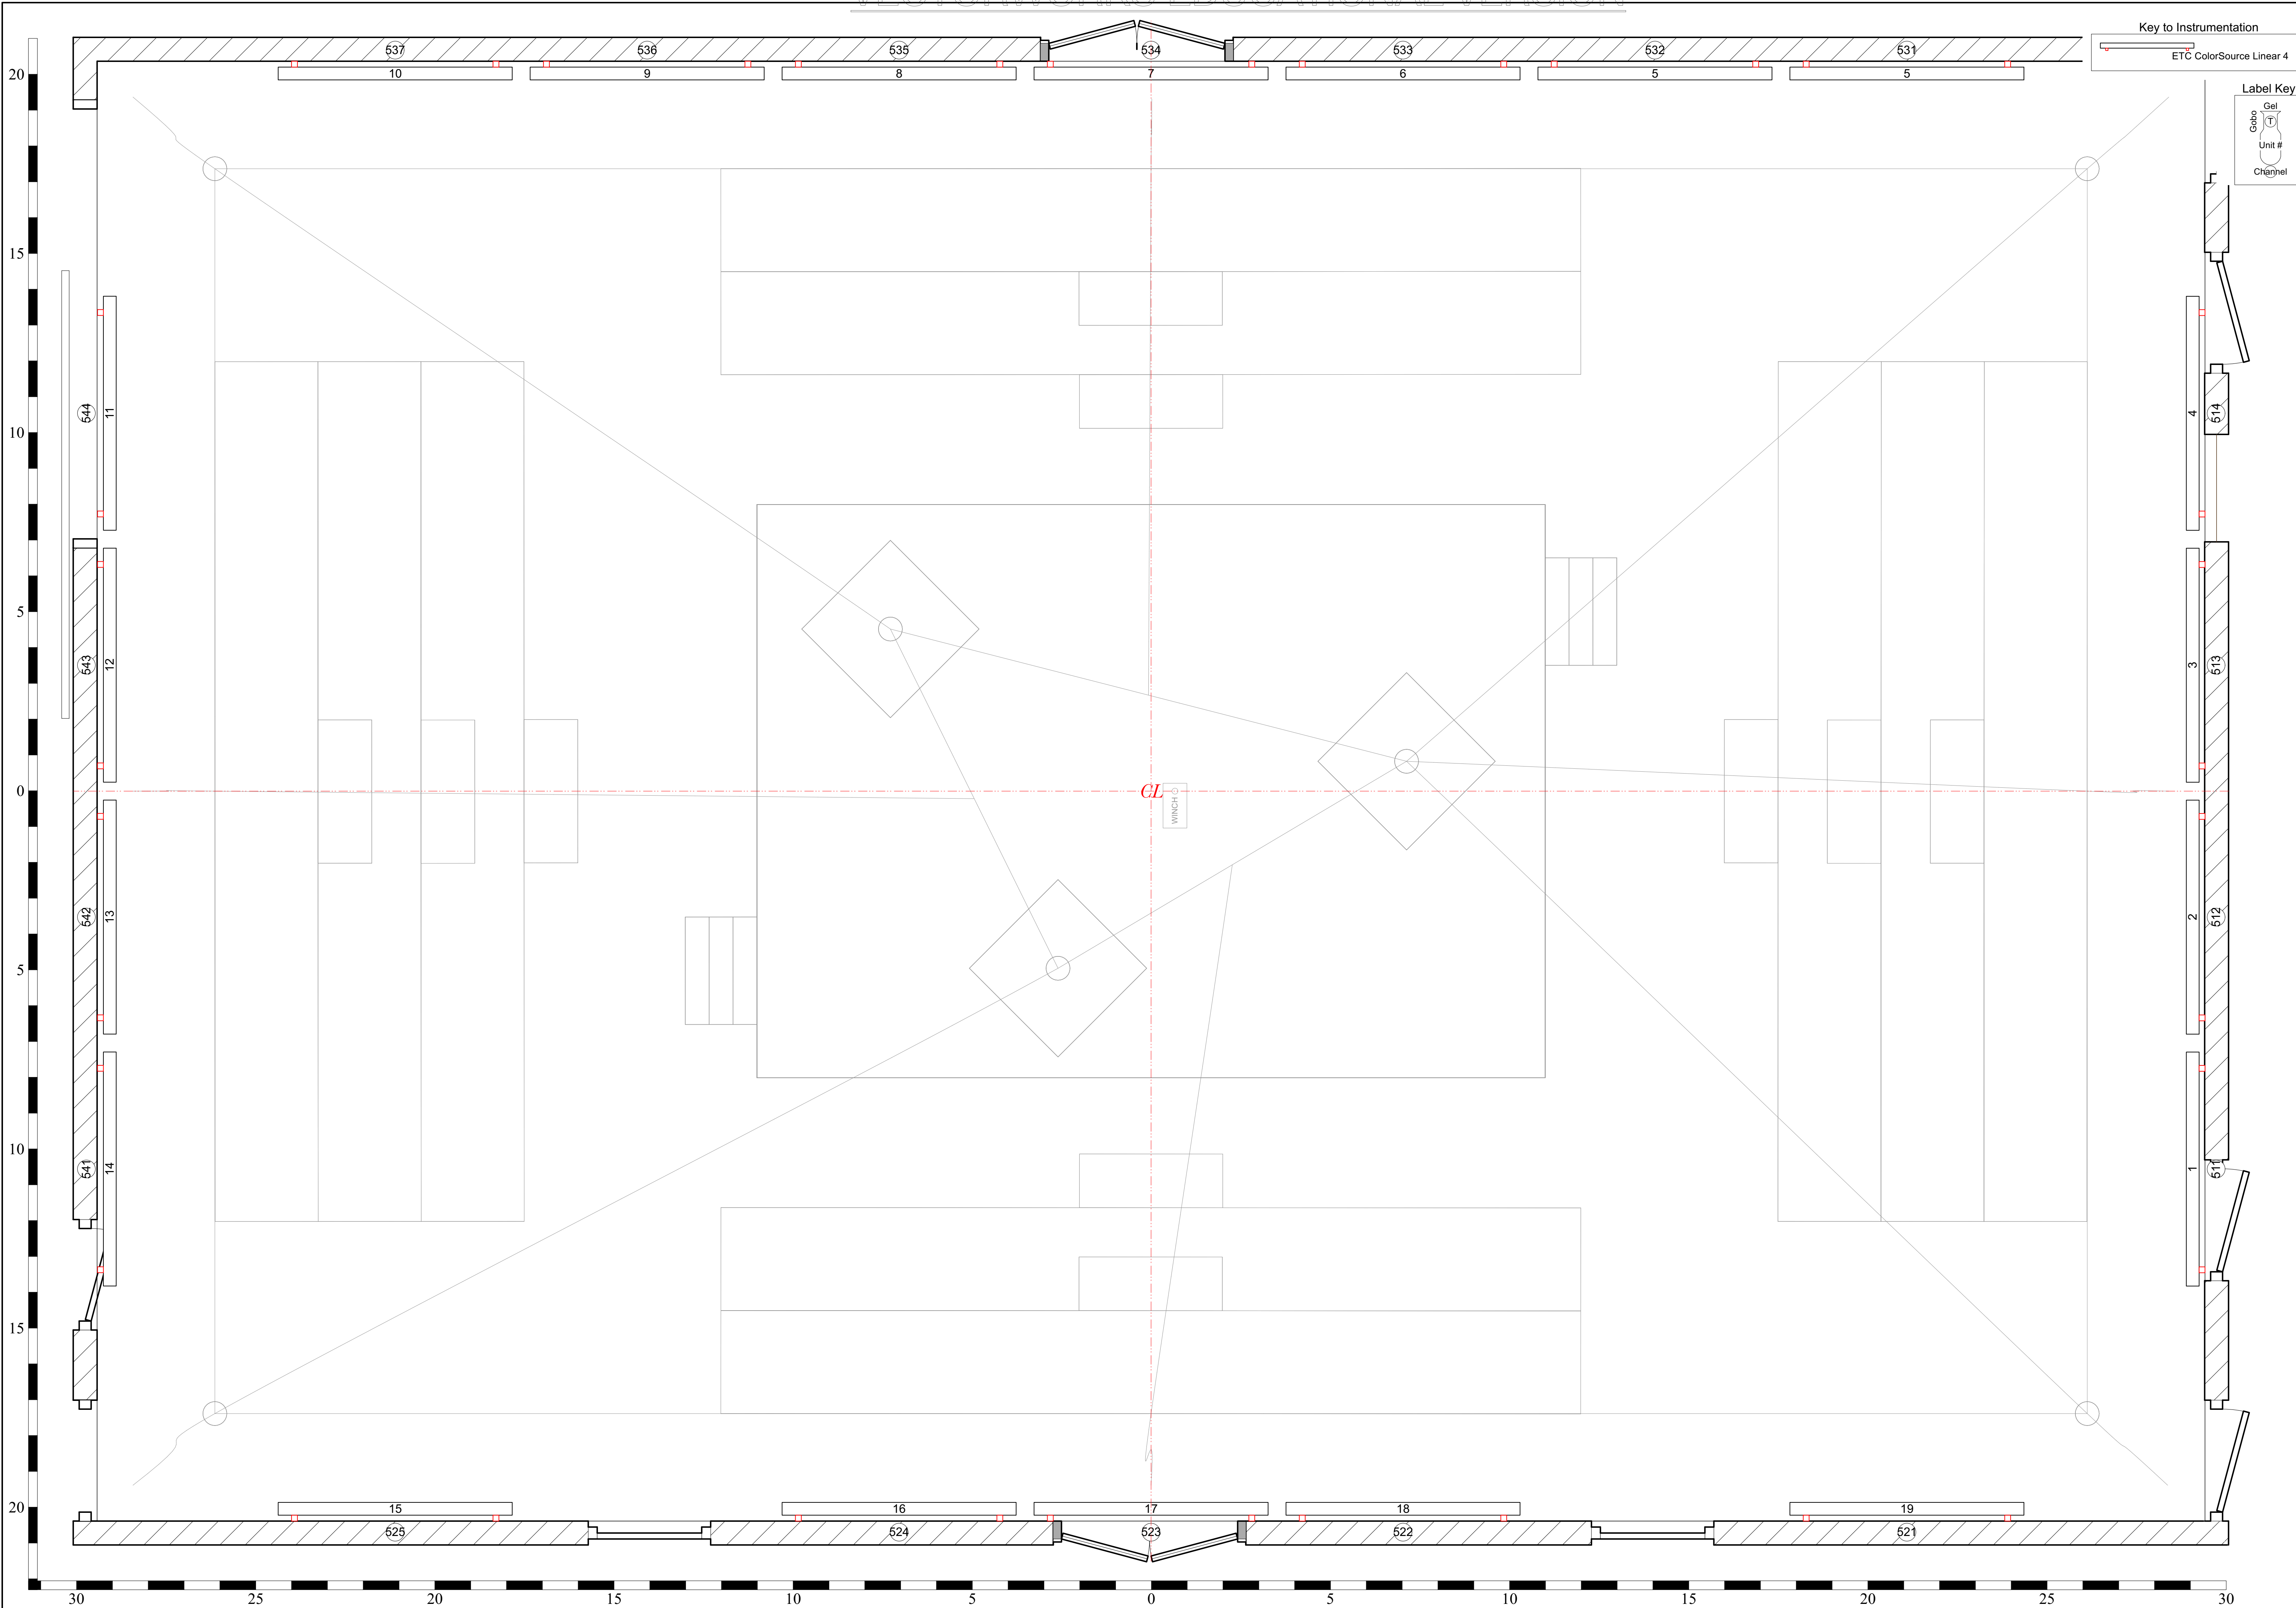 VECTORWORKS EDUCATIONAL VERSION
Key to Instrumentation
ETC ColorSource Linear 4
Label Key
Gel
Gobo
T
Unit #
Channel
537 536 535 534 533 532 531
10 9 8 7 6 5 5
20
15
10
5
0
5
10
15
20
544
11
543
12
542
13
541
14
4
514
3
513
2
512
1
511
CL
WINCH
15 16 17 18 19
525 524 523 522 521
30 25 20 15 10 5 0 5 10 15 20 25 30